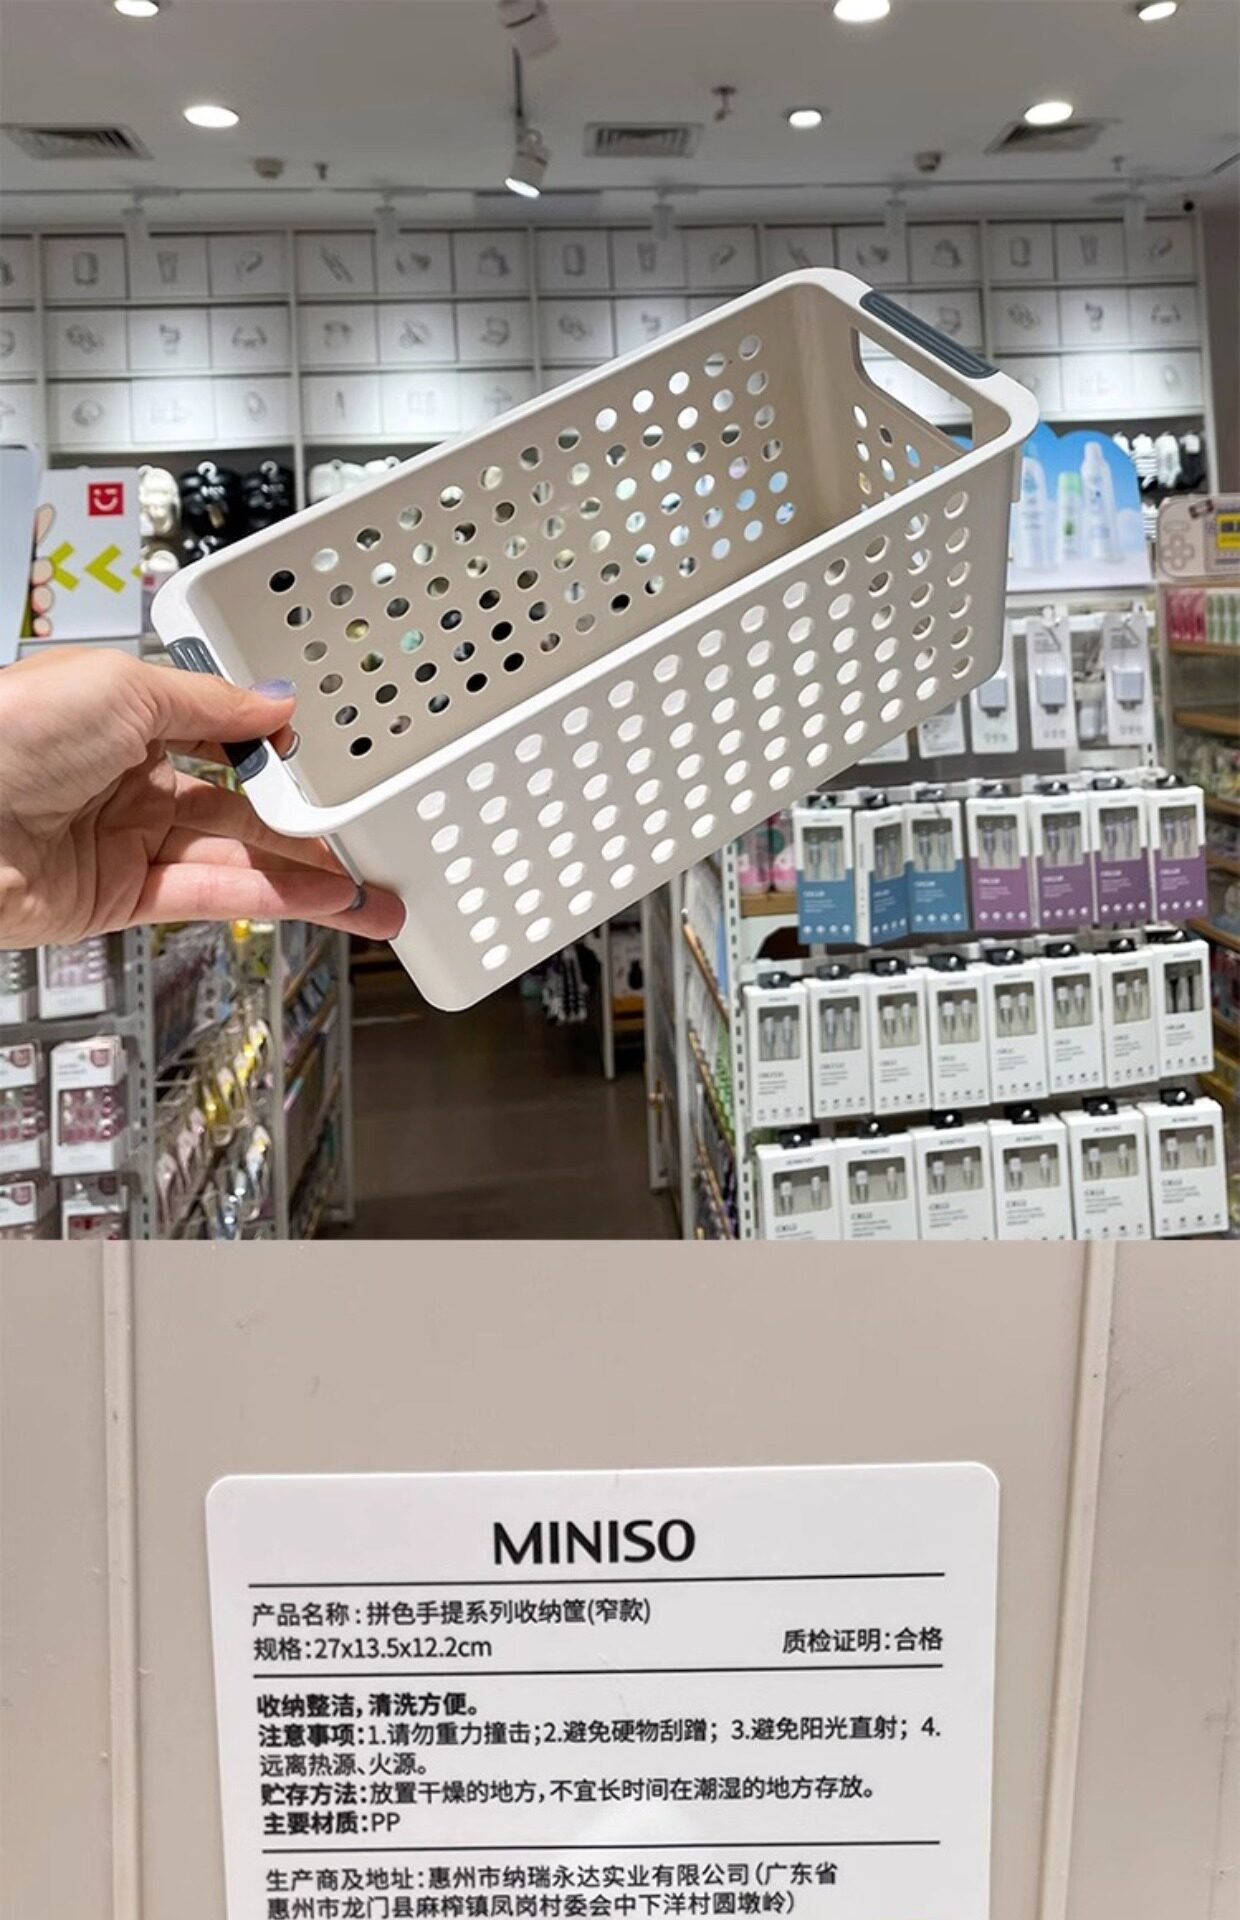 MINISO
产品名称：拼色手提系列收纳筐(窄款)
规格：27x13.5x12.2cm
质检证明：合格
收纳整洁，清洗方便。
注意事项：1.请勿重力撞击；2.避免硬物刮蹭；3.避免阳光直射；4.
远离热源、火源。
贮存方法：放置干燥的地方，不宜长时间在潮湿的地方存放。
主要材质：PP
生产商及地址：惠州市纳瑞永达实业有限公司（广东省
惠州市龙门县麻榨镇凤岗村委会中下洋村圆墩岭）